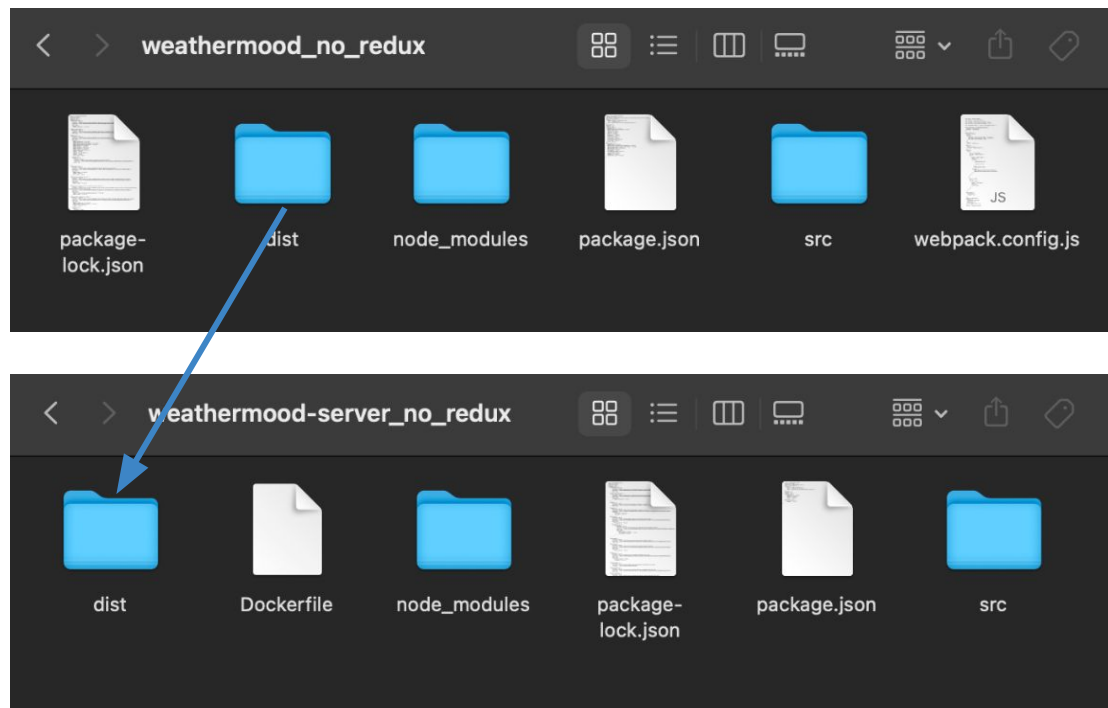 weathermood_no_redux
package-
lock.json
dist
node_modules
package.json
src
JS
webpack.config.js
weathermood-server_no_redux
dist
Dockerfile
node_modules
package-
lock.json
package.json
src